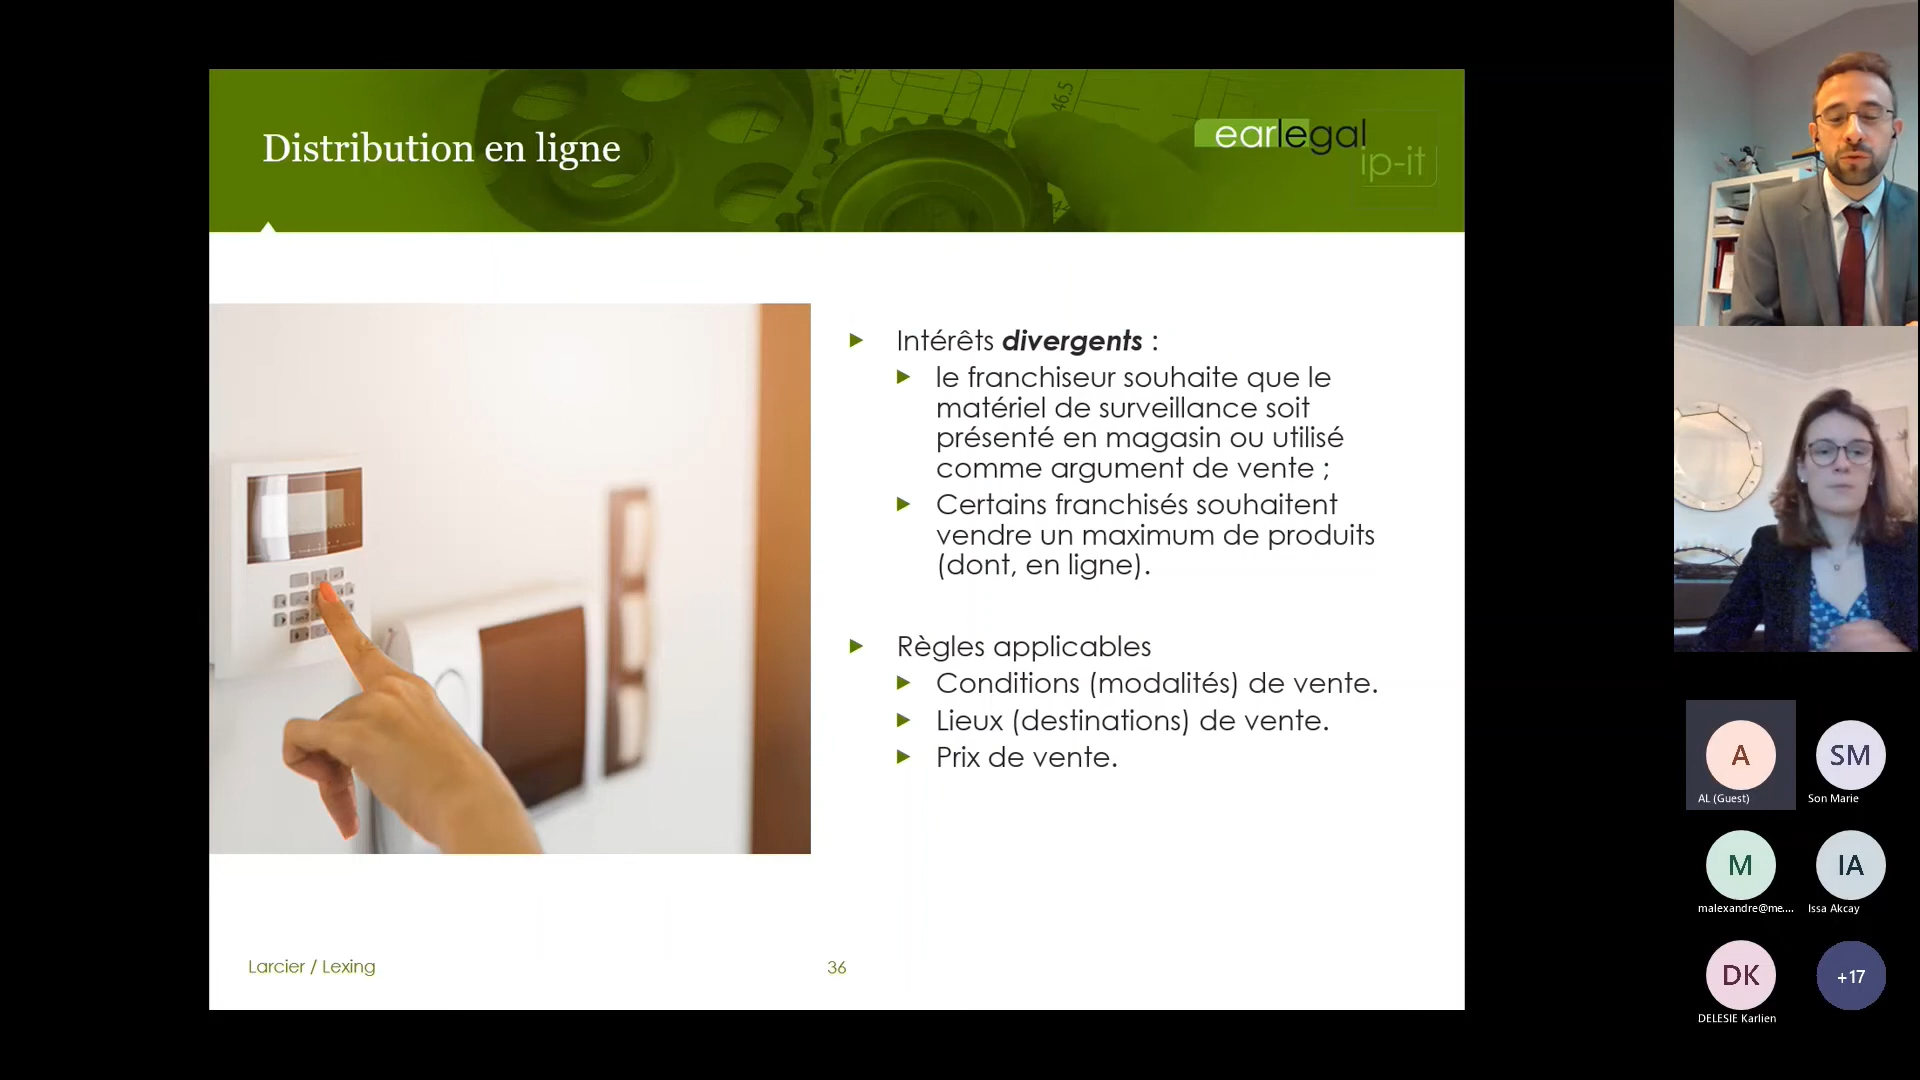 Distribution en ligne
46.5
earlegal
ip-it
Intérêts divergents :
le franchiseur souhaite que le
matériel de surveillance soit
présenté en magasin ou utilisé
comme argument de vente ;
Certains franchisés souhaitent
vendre un maximum de produits
(dont, en ligne).
Règles applicables
Conditions (modalités) de vente.
Lieux (destinations) de vente.
Prix de vente.
Larcier / Lexing
36
A
AL (Guest)
SM
Son Marie
M
malexandre@me....
IA
Issa Akcay
DK
DELESIE Karlien
+17